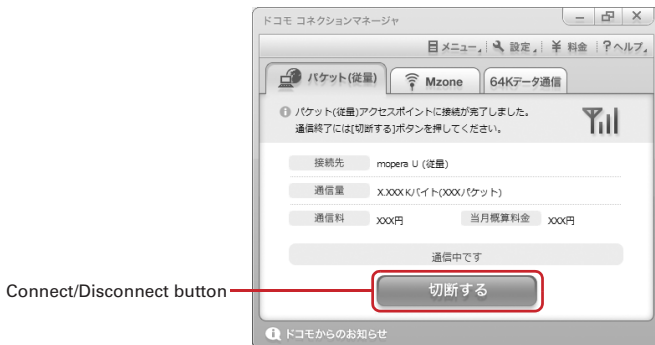 ドコモ コネクションマネージャ
メニュー 設定 ¥ 料金 ? ヘルプ
パケット(従量) Mzone 64Kデータ通信
パケット(従量)アクセスポイントに接続が完了しました。
通信終了には[切断する]ボタンを押してください。
接続先 mopera U (従量)
通信量 X.XXX Kバイト(XXXパケット)
通信料 XXX円 当月概算料金 XXX円
通信中です
Connect/Disconnect button 切断する
ドコモからのお知らせ